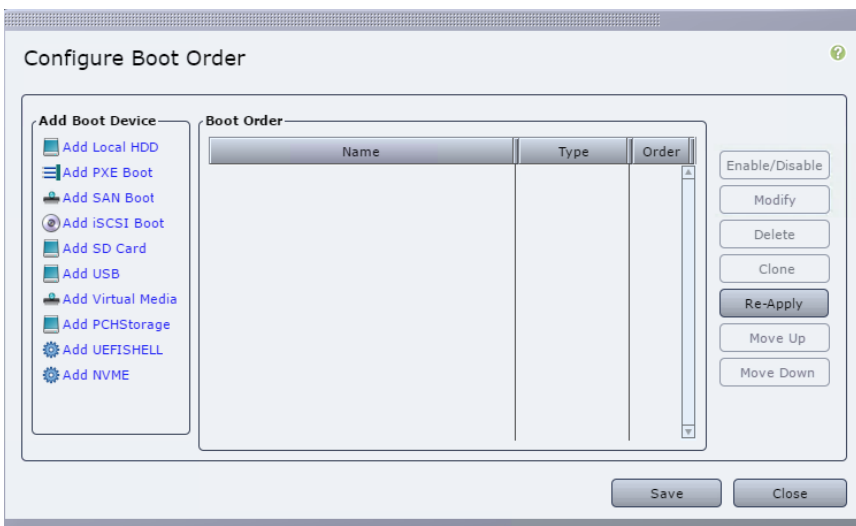 Configure Boot Order
?
Add Boot Device
Add Local HDD
Add PXE Boot
Add SAN Boot
Add iSCSI Boot
Add SD Card
Add USB
Add Virtual Media
Add PCHStorage
Add UEFISHELL
Add NVME
Boot Order
Name Type Order
Enable/Disable
Modify
Delete
Clone
Re-Apply
Move Up
Move Down
Save Close